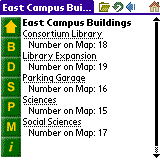 East Campus Bui...
East Campus Buildings
Consortium Library
Number on Map: 18
Library Expansion
Number on Map: 19
Parking Garage
Number on Map: 16
Sciences
Number on Map: 15
Social Sciences
Number on Map: 17
B
D
S
P
M
i